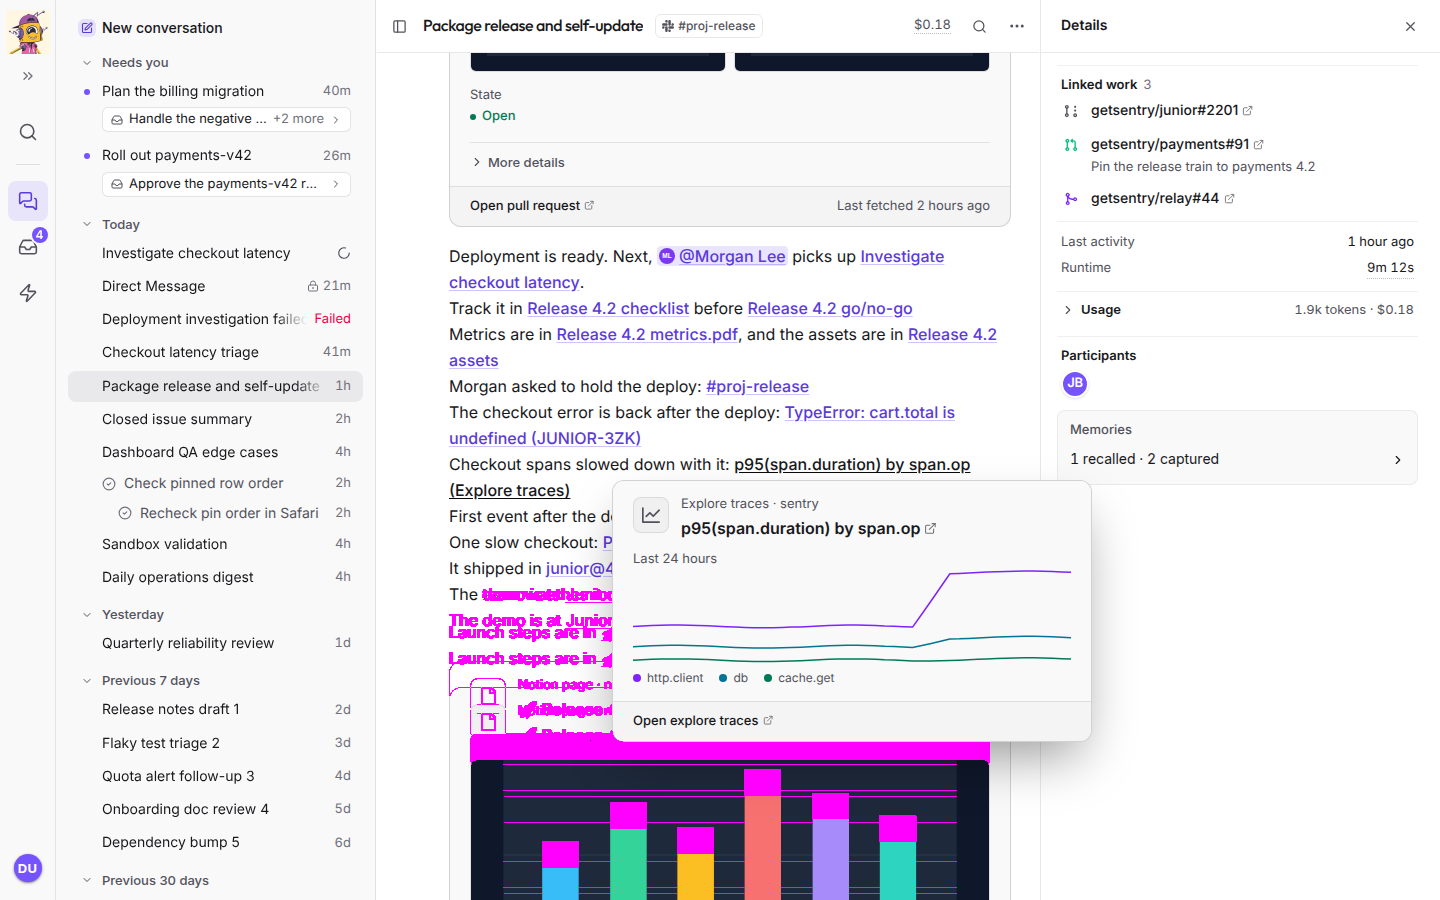 New conversation
Needs you
Plan the billing migration 40m
Handle the negative ... +2 more
Roll out payments-v42 26m
Approve the payments-v42 r...
Today
Investigate checkout latency
Direct Message 21m
Deployment investigation failed Failed
Checkout latency triage 41m
Package release and self-update 1h
Closed issue summary 2h
Dashboard QA edge cases 4h
Check pinned row order 2h
Recheck pin order in Safari 2h
Sandbox validation 4h
Daily operations digest 4h
Yesterday
Quarterly reliability review 1d
Previous 7 days
Release notes draft 1 2d
Flaky test triage 2 3d
Quota alert follow-up 3 4d
Onboarding doc review 4 5d
Dependency bump 5 6d
Previous 30 days
4
DU
Package release and self-update #proj-release $0.18
State
Open
More details
Open pull request Last fetched 2 hours ago
Deployment is ready. Next, ML @Morgan Lee picks up Investigate
checkout latency.
Track it in Release 4.2 checklist before Release 4.2 go/no-go
Metrics are in Release 4.2 metrics.pdf, and the assets are in Release 4.2
assets
Morgan asked to hold the deploy: #proj-release
The checkout error is back after the deploy: TypeError: cart.total is
undefined (JUNIOR-3ZK)
Checkout spans slowed down with it: p95(span.duration) by span.op
(Explore traces)
First event after the
One slow checkout:
It shipped in junior@4
The
The demo is at Junior
Launch steps are in
Launch steps are in
Notion page
Release
Explore traces · sentry
p95(span.duration) by span.op
Last 24 hours
http.client db cache.get
Open explore traces
Details
Linked work 3
getsentry/junior#2201
getsentry/payments#91
Pin the release train to payments 4.2
getsentry/relay#44
Last activity 1 hour ago
Runtime 9m 12s
Usage 1.9k tokens · $0.18
Participants
JB
Memories
1 recalled · 2 captured